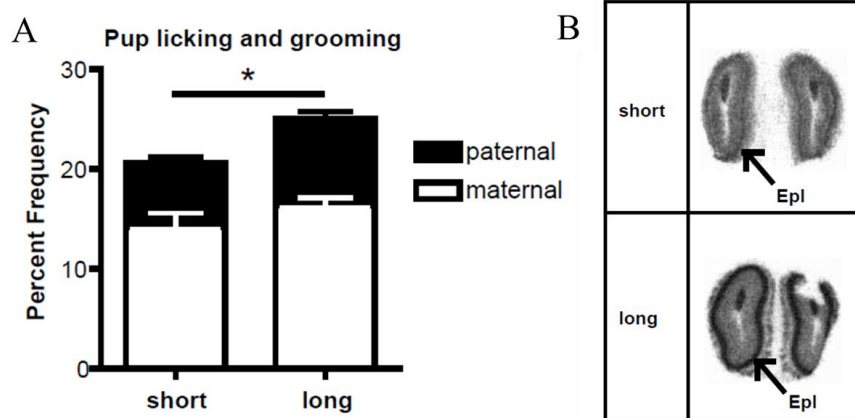 A
Pup licking and grooming
30
20
10
0
Percent Frequency
*
short
long
paternal
maternal
B
short
Epl
long
Epl